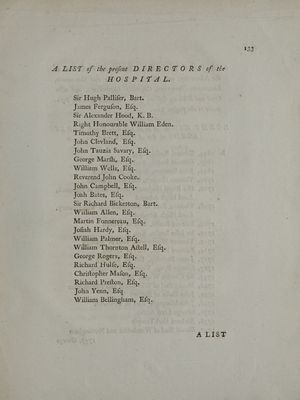 133
A LIST of the preſent DIRECTORS of the
HOSPITAL.
Sir Hugh Palliſer, Bart.
James Ferguſon, Eſq.
Sir Alexander Hood, K. B.
Right Honourable William Eden.
Timothy Brett, Eſq.
John Clevland, Eſq.
John Tauzia Savary, Eſq.
George Marſh, Eſq.
William Wells, Eſq.
Reverend John Cooke.
John Campbell, Eſq.
Joah Bates, Eſq.
Sir Richard Bickerton, Bart.
William Allen, Eſq.
Martin Fonnereau, Eſq.
Joſiah Hardy, Eſq.
William Palmer, Eſq.
William Thornton Aſtell, Eſq.
George Rogers, Eſq.
Richard Hulſe, Eſq.
Chriſtopher Maſon, Eſq.
Richard Preſton, Eſq.
John Yenn, Eſq.
William Bellingham, Eſq.
A LIST